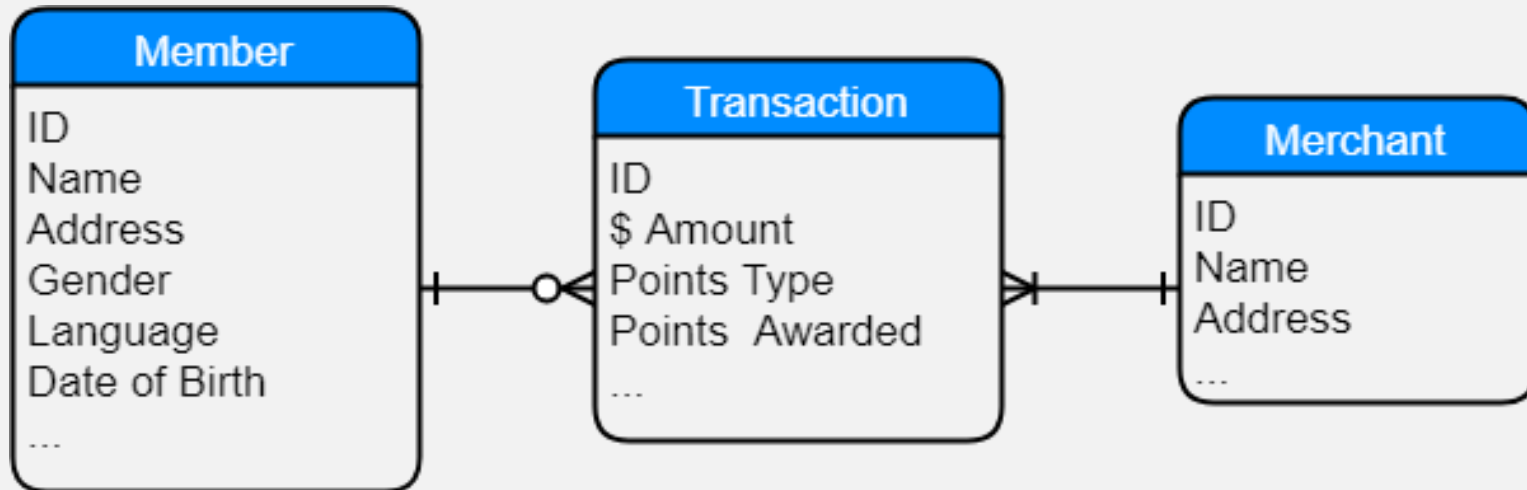 Member
ID
Name
Address
Gender
Language
Date of Birth
...
Transaction
ID
$ Amount
Points Type
Points  Awarded
...
Merchant
ID
Name
Address
...